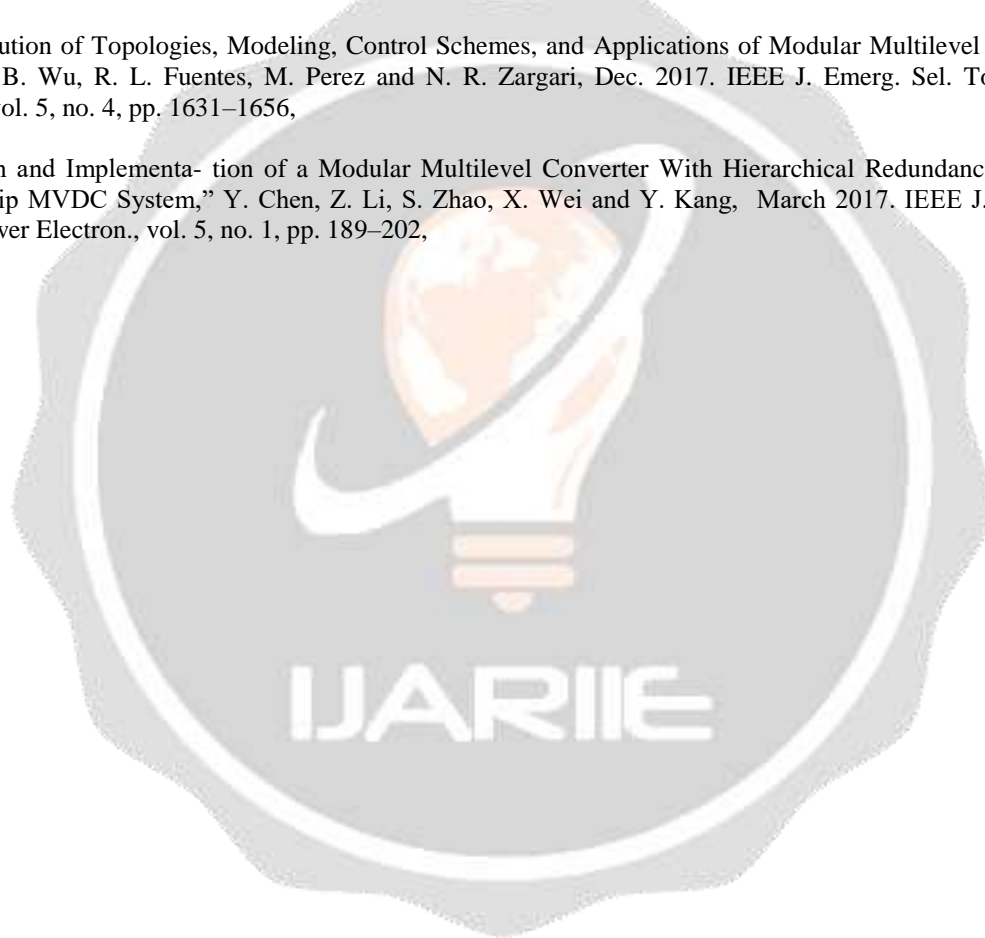 ution of Topologies, Modeling, Control Schemes, and Applications of Modular Multilevel
B. Wu, R. L. Fuentes, M. Perez and N. R. Zargari, Dec. 2017. IEEE J. Emerg. Sel. To
vol. 5, no. 4, pp. 1631–1656,
n and Implementa- tion of a Modular Multilevel Converter With Hierarchical Redundanc
ip MVDC System,” Y. Chen, Z. Li, S. Zhao, X. Wei and Y. Kang, March 2017. IEEE J.
wer Electron., vol. 5, no. 1, pp. 189–202,
IJARIIE